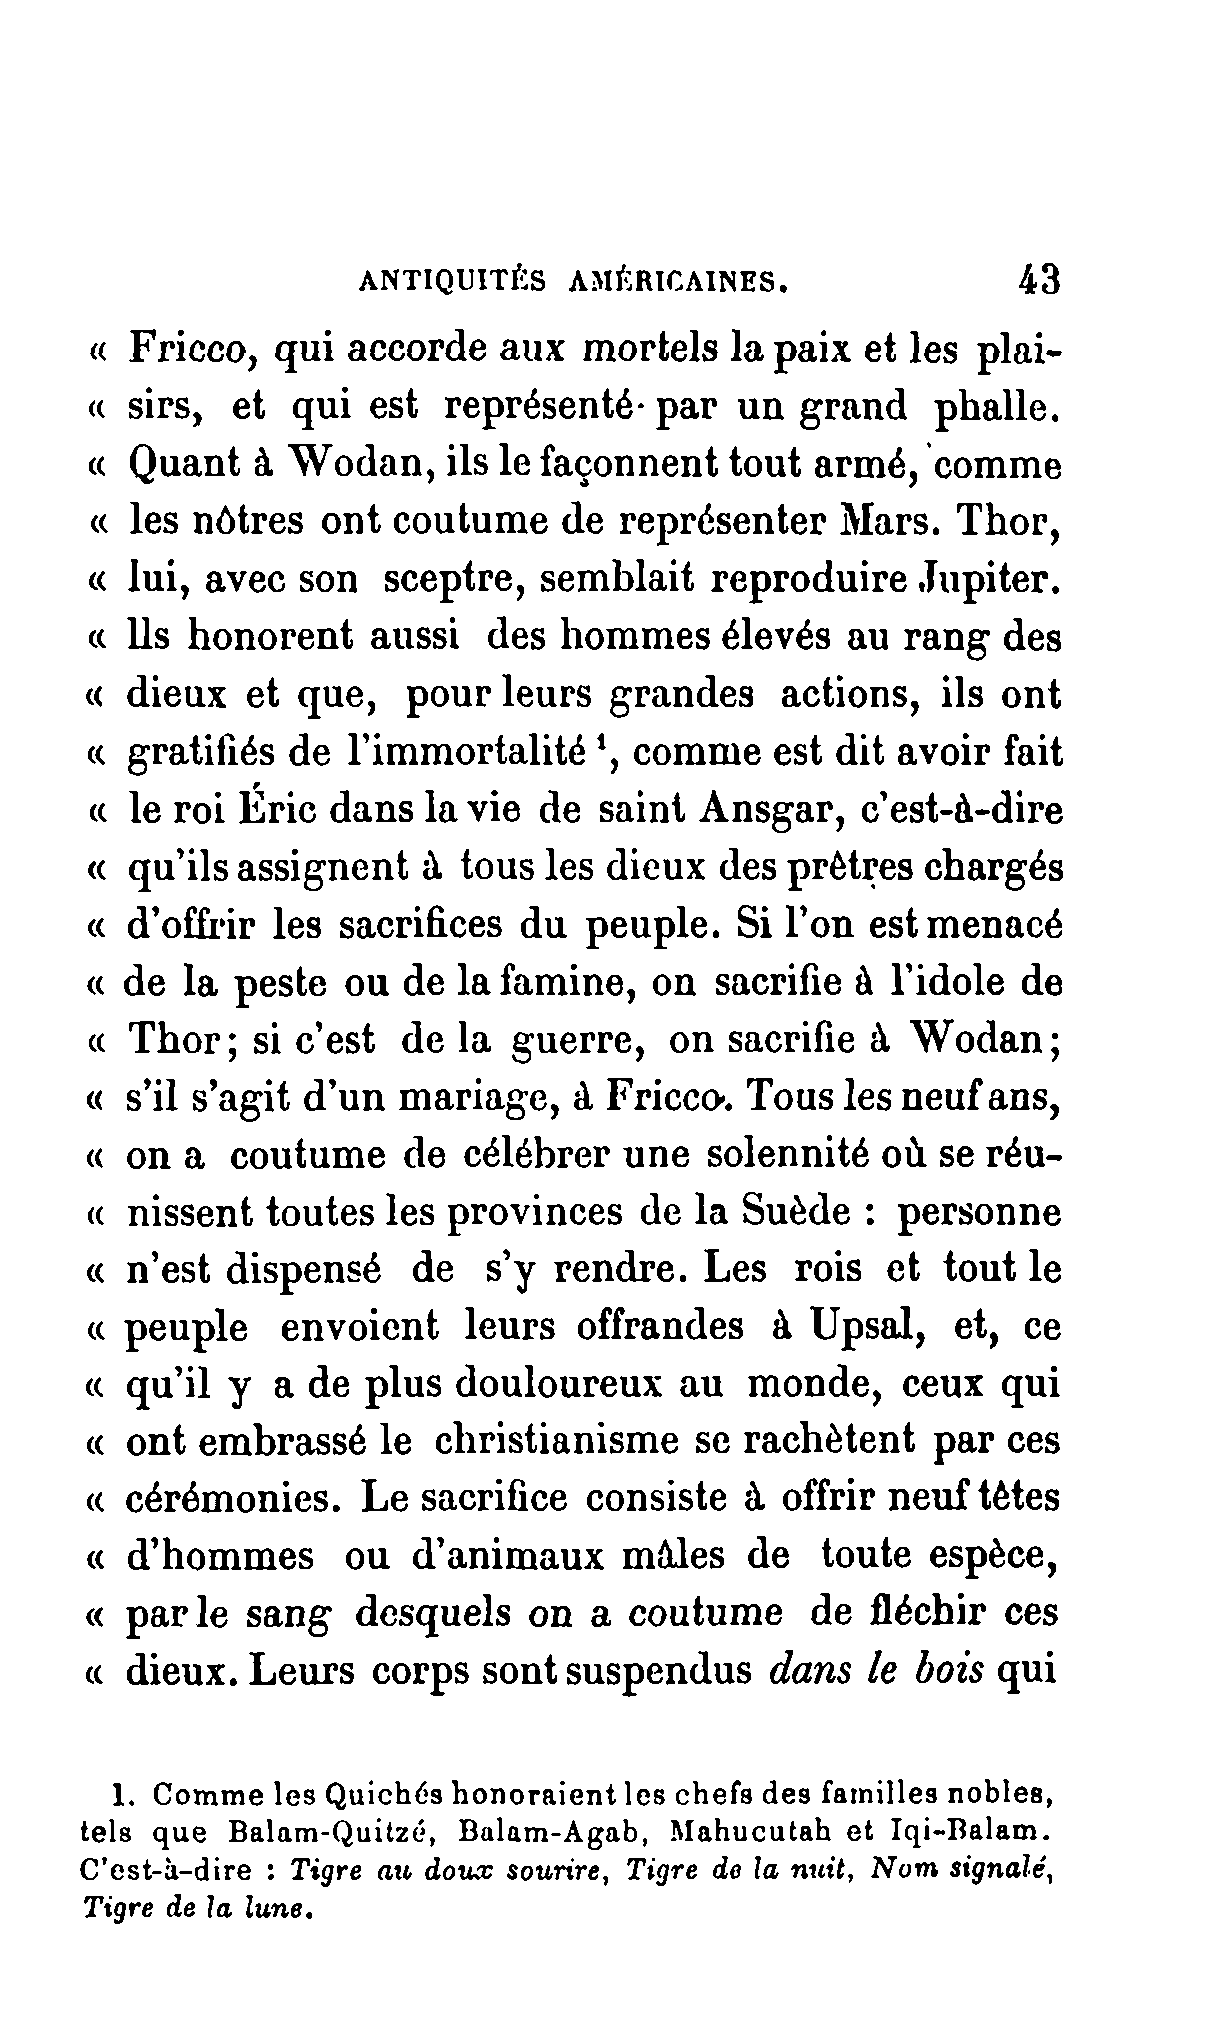 ANTIQUITÉS AMÉRICAINES. 43
« Fricco, qui accorde aux mortels la paix et les plai-
« sirs, et qui est représenté par un grand phalle.
« Quant à Wodan, ils le façonnent tout armé, comme
« les nôtres ont coutume de représenter Mars. Thor,
« lui, avec son sceptre, semblait reproduire Jupiter.
« Ils honorent aussi des hommes élevés au rang des
« dieux et que, pour leurs grandes actions, ils ont
« gratifiés de l'immortalité ¹, comme est dit avoir fait
« le roi Éric dans la vie de saint Ansgar, c'est-à-dire
« qu'ils assignent à tous les dieux des prêtres chargés
« d'offrir les sacrifices du peuple. Si l'on est menacé
« de la peste ou de la famine, on sacrifie à l'idole de
« Thor; si c'est de la guerre, on sacrifie à Wodan;
« s'il s'agit d'un mariage, à Fricco. Tous les neuf ans,
« on a coutume de célébrer une solennité où se réu-
« nissent toutes les provinces de la Suède : personne
« n'est dispensé de s'y rendre. Les rois et tout le
« peuple envoient leurs offrandes à Upsal, et, ce
« qu'il y a de plus douloureux au monde, ceux qui
« ont embrassé le christianisme se rachètent par ces
« cérémonies. Le sacrifice consiste à offrir neuf têtes
« d'hommes ou d'animaux mâles de toute espèce,
« par le sang desquels on a coutume de fléchir ces
« dieux. Leurs corps sont suspendus dans le bois qui
1. Comme les Quichés honoraient les chefs des familles nobles,
tels que Balam-Quitzé, Balam-Agab, Mahucutah et Iqi-Balam.
C'est-à-dire : Tigre au doux sourire, Tigre de la nuit, Nom signalé,
Tigre de la lune.